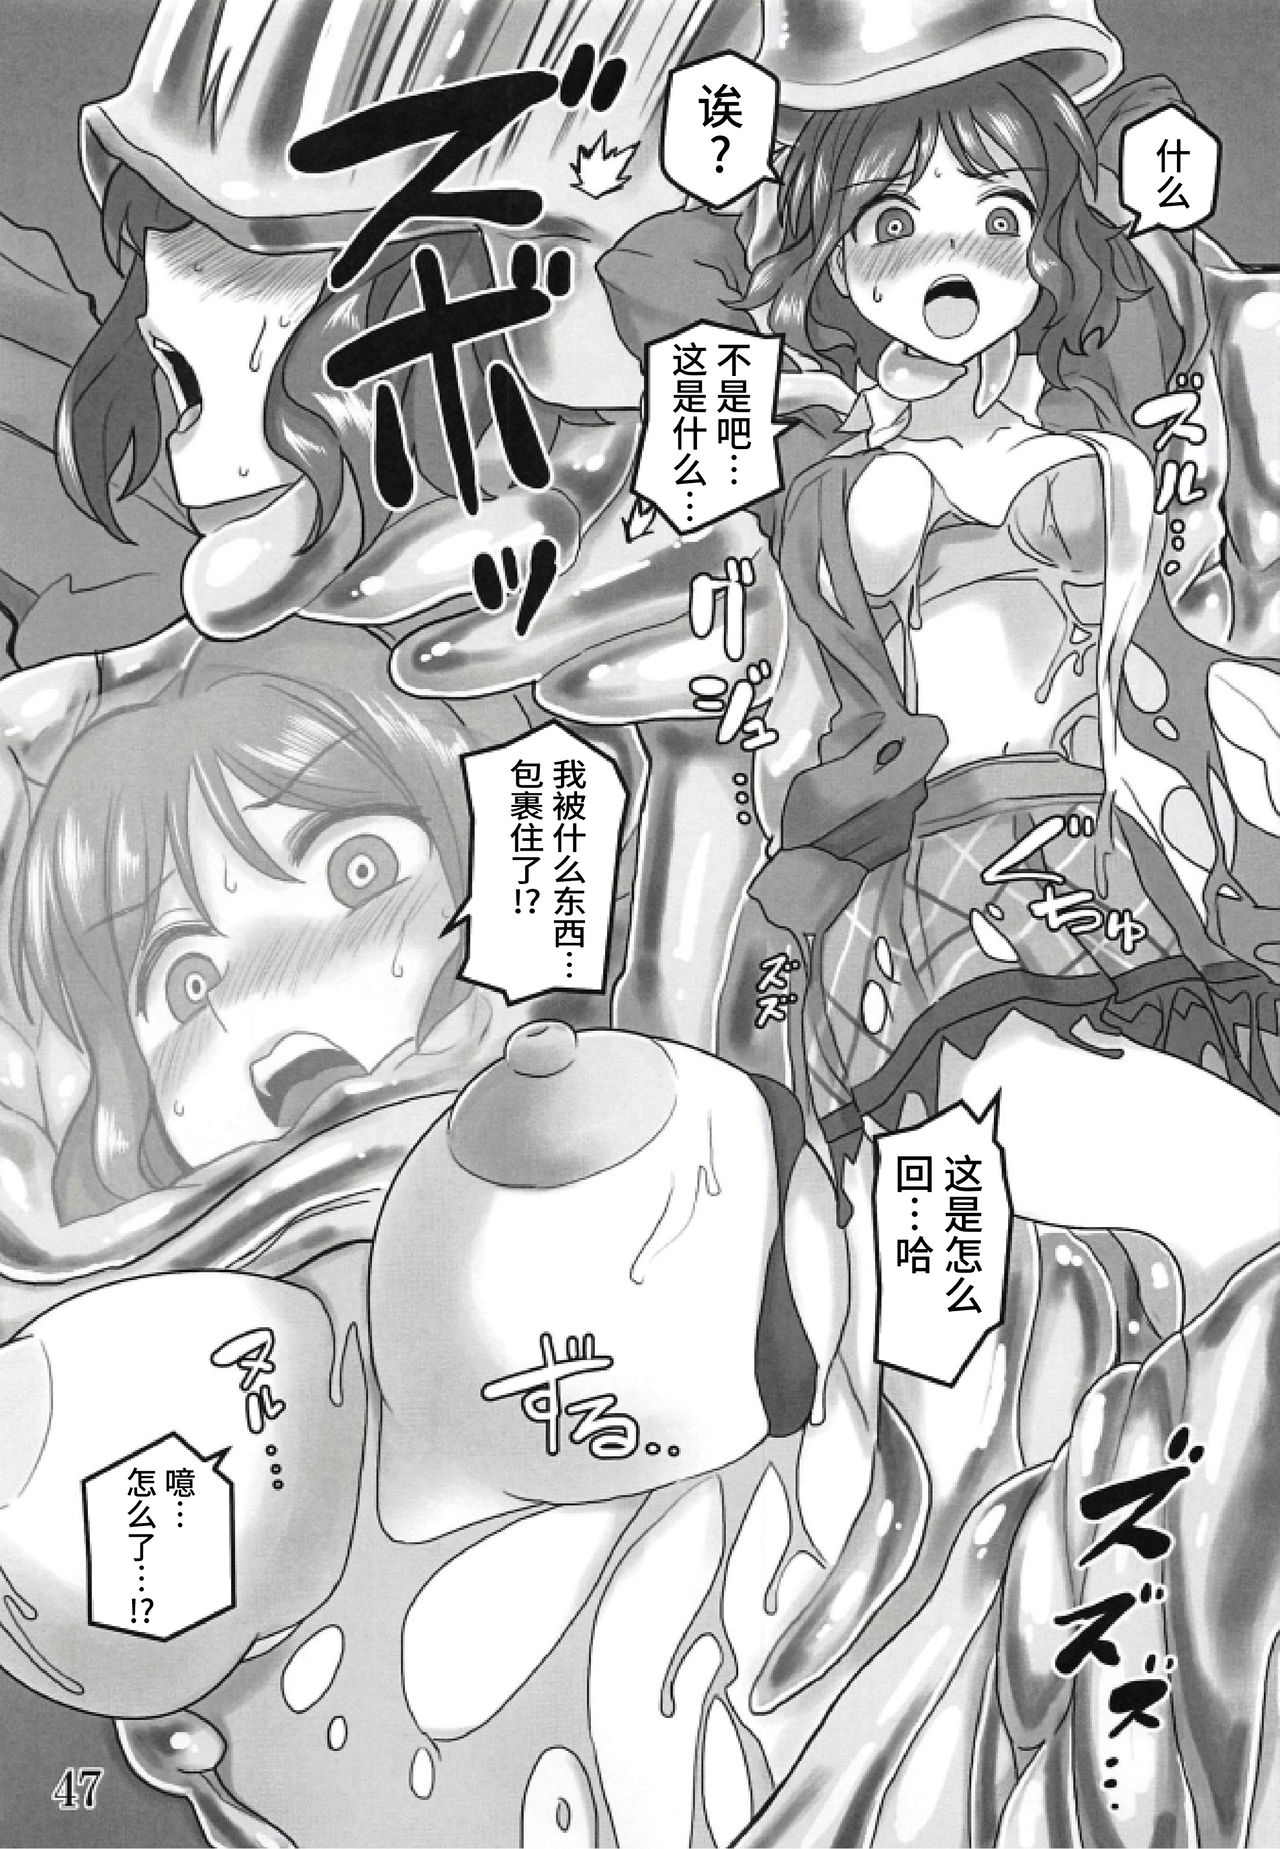 什么
诶?
不是吧…
这是什么…
ズボッ
ズル…
グジュ…
ぐちゅ
我被什么东西…
包裹住了!?
ズズ
这是怎么
回…哈
ずる..
ヌル…
噫…
怎么了…!?
ズズズ…
47